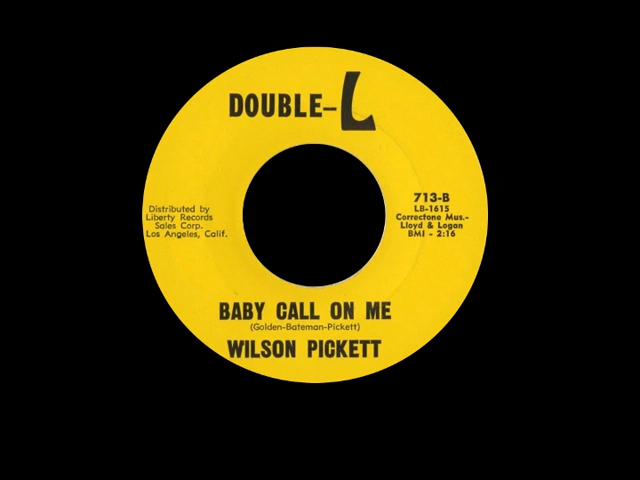 DOUBLE-L
713-B
LB-1615
Correctone Mus.-
Lloyd & Logan
BMI - 2:16
Distributed by
Liberty Records
Sales Corp.
Los Angeles, Calif.
BABY CALL ON ME
(Golden-Bateman-Pickett)
WILSON PICKETT